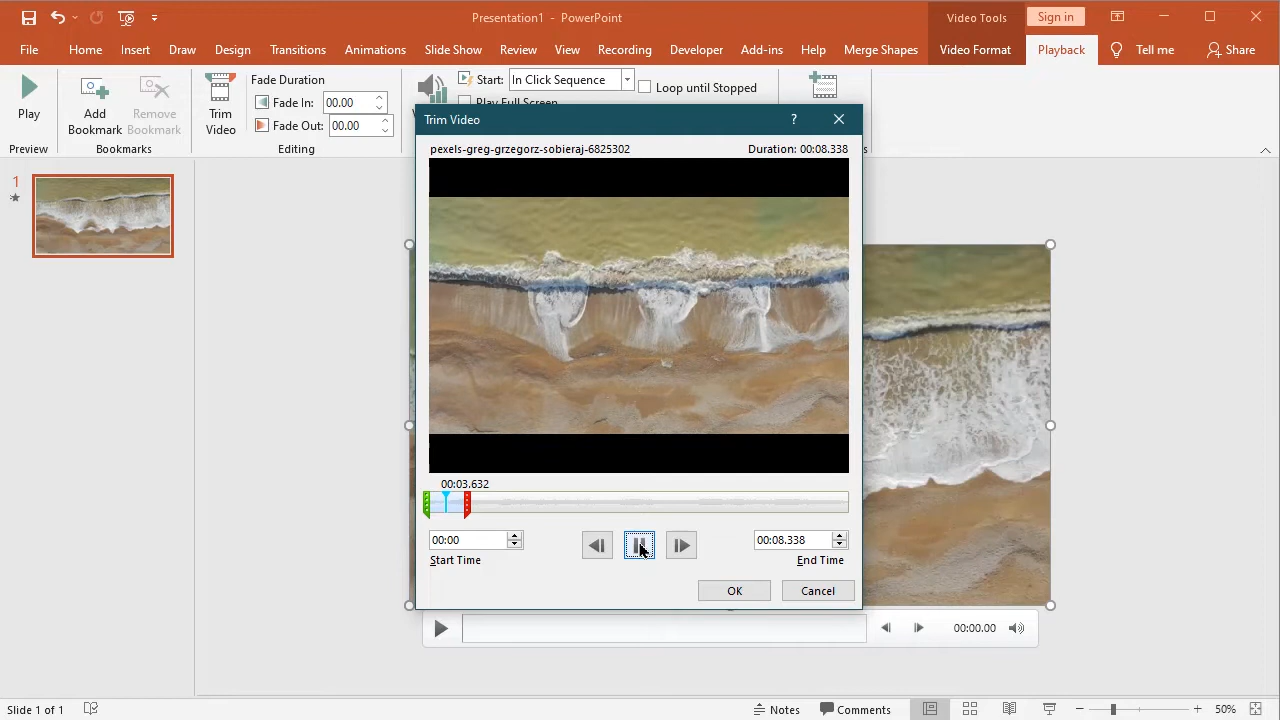 Presentation1 - PowerPoint
Video Tools
Sign in
File Home Insert Draw Design Transitions Animations Slide Show Review View Recording Developer Add-ins Help Merge Shapes Video Format Playback Tell me Share
Play
Preview
Add Bookmark
Remove Bookmark
Bookmarks
Trim Video
Fade Duration
Fade In: 00.00
Fade Out: 00.00
Editing
Start: In Click Sequence
Loop until Stopped
Play Full Screen
Trim Video
?
pexels-greg-grzegorz-sobieraj-6825302 Duration: 00:08.338
1
00:03.632
00:00
00:08.338
Start Time
End Time
OK Cancel
00:00.00
Slide 1 of 1
Notes Comments
50%